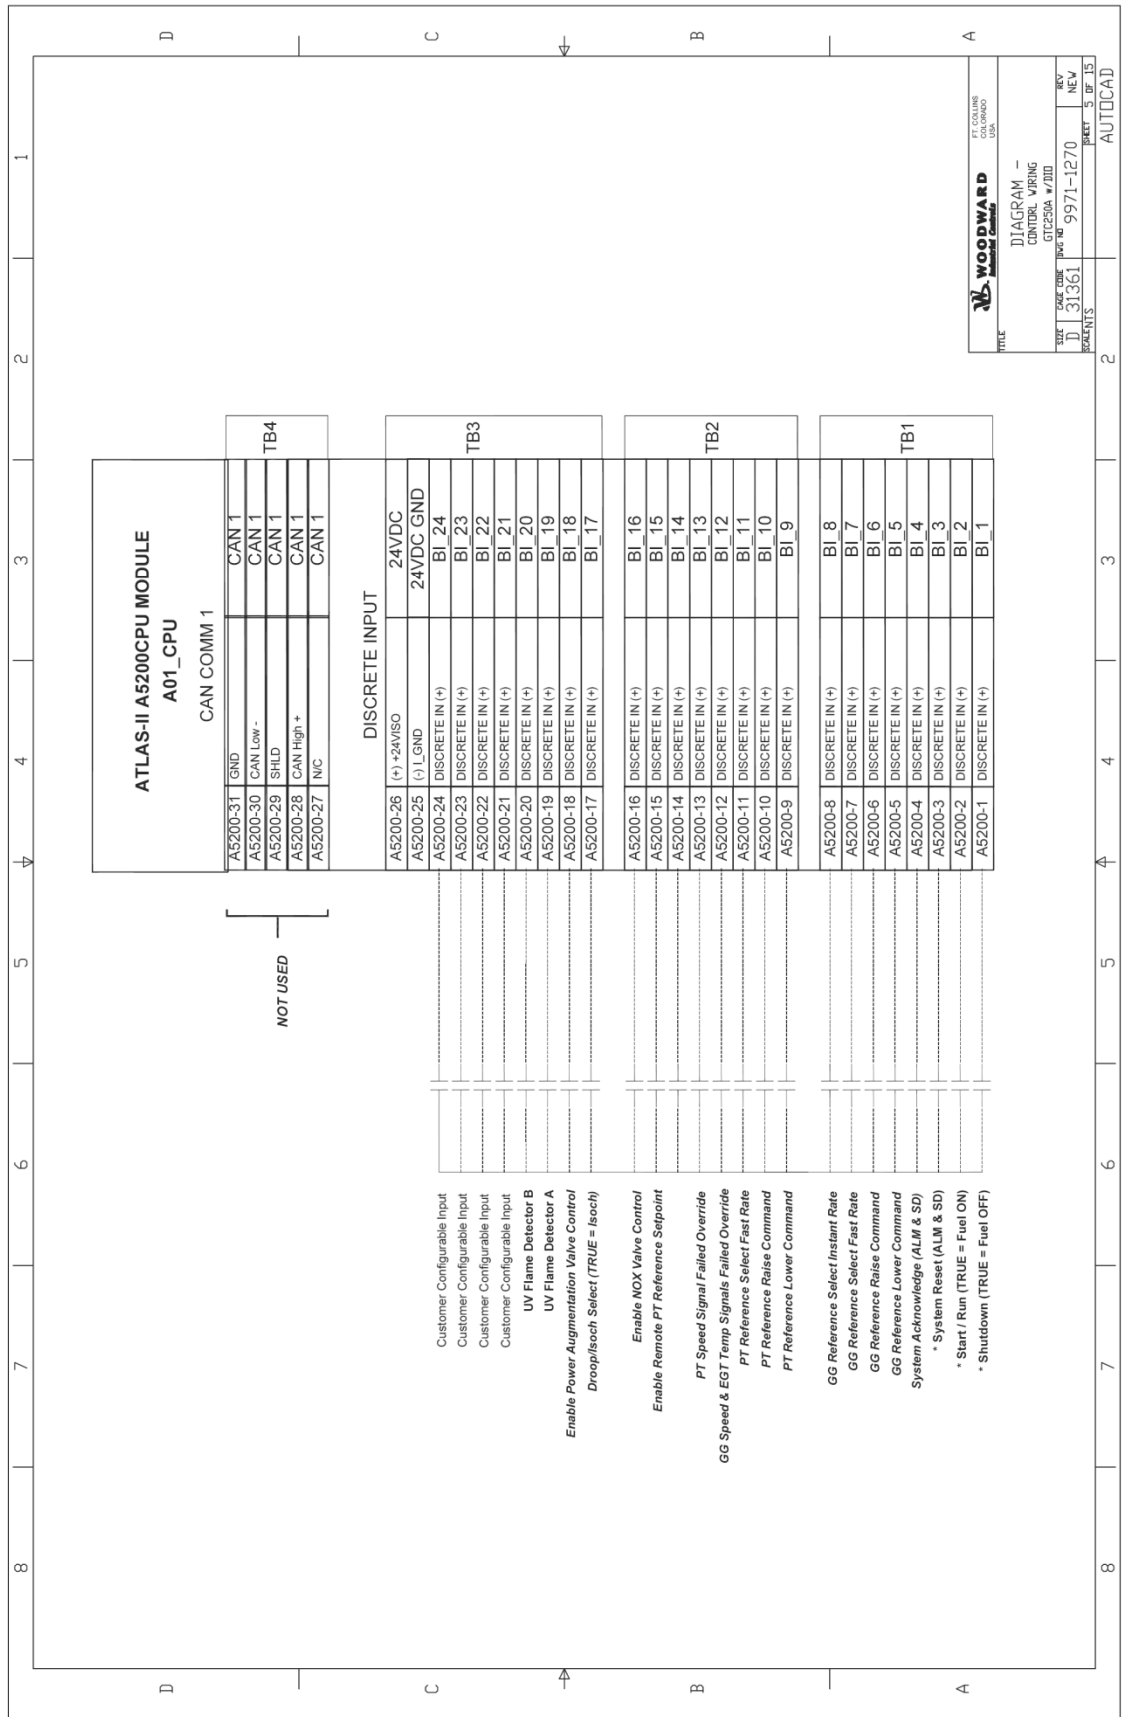 D
C
B
A
1
2
3
4
5
6
7
8
ATLAS-II A5200CPU MODULE
A01_CPU
CAN COMM 1
A5200-31 GND CAN 1
A5200-30 CAN Low - CAN 1
A5200-29 SHLD CAN 1
A5200-28 CAN High + CAN 1
A5200-27 N/C CAN 1
TB4
NOT USED
DISCRETE INPUT
A5200-26 (+) +24VISO 24VDC
A5200-25 (-) I_GND 24VDC GND
Customer Configurable Input A5200-24 DISCRETE IN (+) BI_24
Customer Configurable Input A5200-23 DISCRETE IN (+) BI_23
Customer Configurable Input A5200-22 DISCRETE IN (+) BI_22
Customer Configurable Input A5200-21 DISCRETE IN (+) BI_21
UV Flame Detector B A5200-20 DISCRETE IN (+) BI_20
UV Flame Detector A A5200-19 DISCRETE IN (+) BI_19
Enable Power Augmentation Valve Control A5200-18 DISCRETE IN (+) BI_18
Droop/Isoch Select (TRUE = Isoch) A5200-17 DISCRETE IN (+) BI_17
TB3
Enable NOX Valve Control A5200-16 DISCRETE IN (+) BI_16
Enable Remote PT Reference Setpoint A5200-15 DISCRETE IN (+) BI_15
A5200-14 DISCRETE IN (+) BI_14
PT Speed Signal Failed Override A5200-13 DISCRETE IN (+) BI_13
GG Speed & EGT Temp Signals Failed Override A5200-12 DISCRETE IN (+) BI_12
PT Reference Select Fast Rate A5200-11 DISCRETE IN (+) BI_11
PT Reference Raise Command A5200-10 DISCRETE IN (+) BI_10
PT Reference Lower Command A5200-9 DISCRETE IN (+) BI_9
TB2
GG Reference Select Instant Rate A5200-8 DISCRETE IN (+) BI_8
GG Reference Select Fast Rate A5200-7 DISCRETE IN (+) BI_7
GG Reference Raise Command A5200-6 DISCRETE IN (+) BI_6
GG Reference Lower Command A5200-5 DISCRETE IN (+) BI_5
System Acknowledge (ALM & SD) A5200-4 DISCRETE IN (+) BI_4
* System Reset (ALM & SD) A5200-3 DISCRETE IN (+) BI_3
* Start / Run (TRUE = Fuel ON) A5200-2 DISCRETE IN (+) BI_2
* Shutdown (TRUE = Fuel OFF) A5200-1 DISCRETE IN (+) BI_1
TB1
WOODWARD
Industrial Controls
FT. COLLINS
COLORADO
USA
TITLE
DIAGRAM -
CONTORL WIRING
GTC250A w/DIO
SIZE D
CAGE CODE 31361
DWG NO 9971-1270
REV NEW
SCALE NTS
SHEET 5 OF 15
AUTOCAD
8
7
6
5
4
3
2
1
D
C
B
A